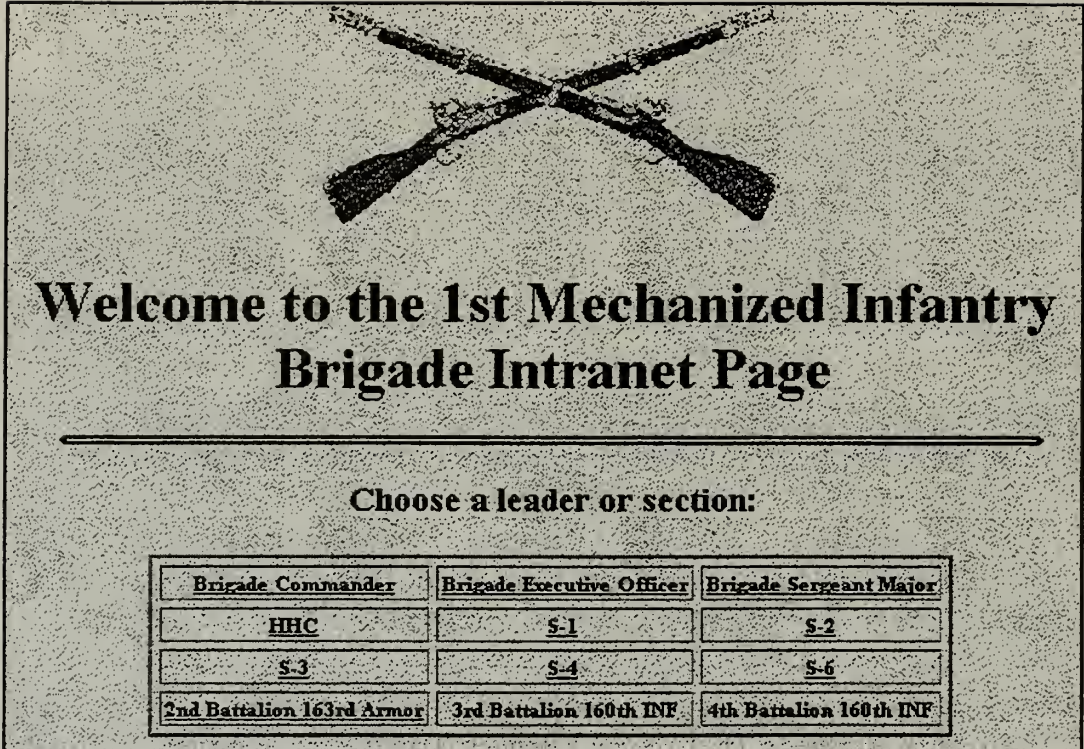 Welcome to the 1st Mechanized Infantry
Brigade Intranet Page
Choose a leader or section:
Brigade Commander Brigade Executive Officer Brigade Sergeant Major
HHC S-1 S-2
S-3 S-4 S-6
2nd Battalion 163rd Armor 3rd Battalion 160th INF 4th Battalion 160th INF